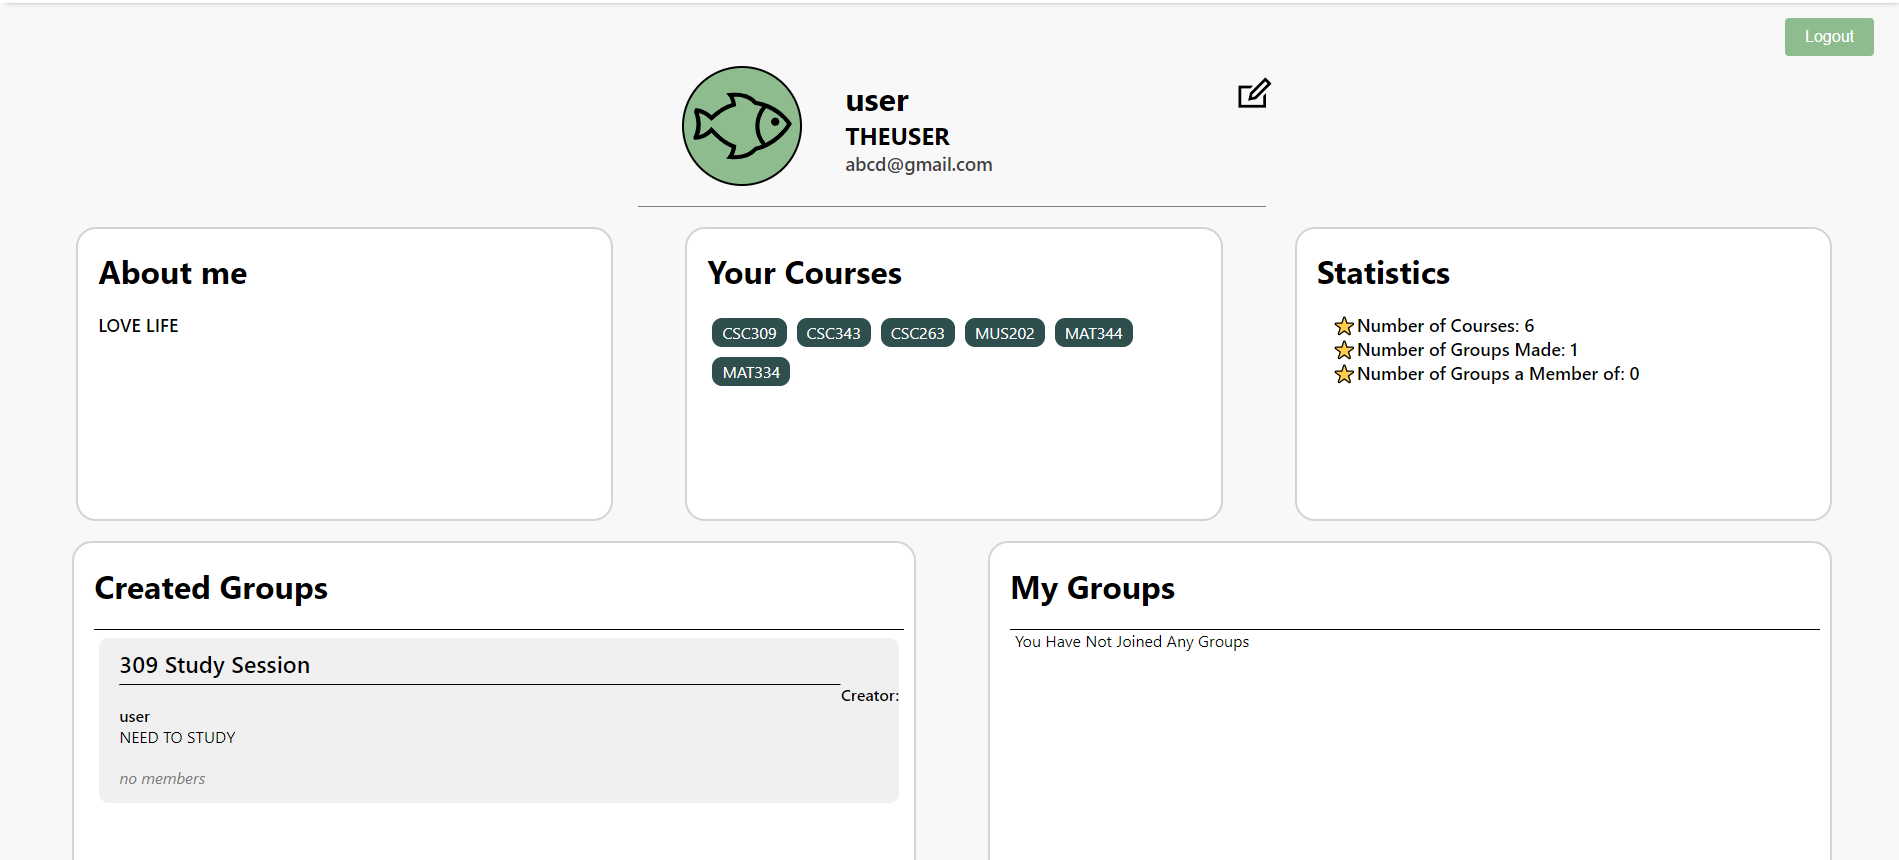 Logout
user
THEUSER
abcd@gmail.com
About me
LOVE LIFE
Your Courses
CSC309 CSC343 CSC263 MUS202 MAT344
MAT334
Statistics
Number of Courses: 6
Number of Groups Made: 1
Number of Groups a Member of: 0
Created Groups
309 Study Session
Creator:
user
NEED TO STUDY
no members
My Groups
You Have Not Joined Any Groups